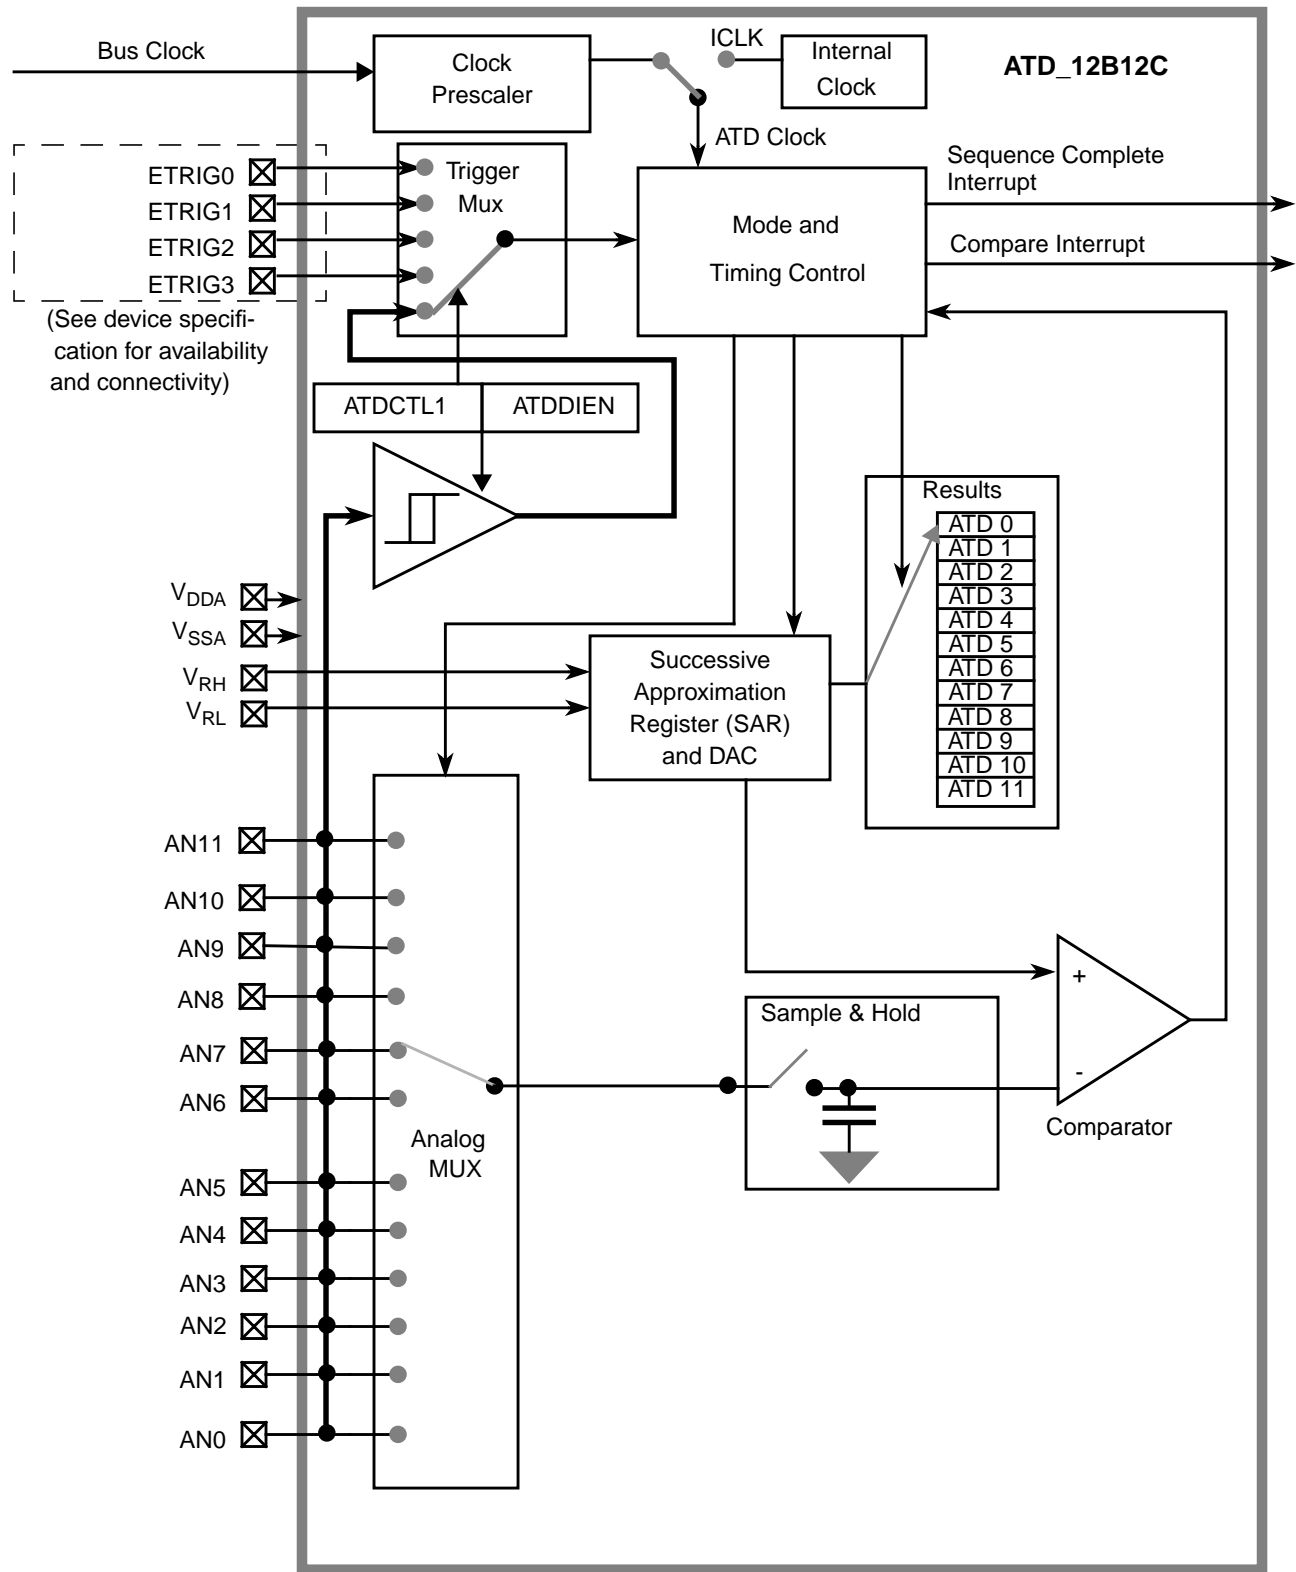 Bus Clock
Clock
Prescaler
ICLK
Internal
Clock
ATD_12B12C
ATD Clock
ETRIG0
ETRIG1
ETRIG2
ETRIG3
(See device specifi-
cation for availability
and connectivity)
Trigger
Mux
Mode and
Timing Control
Sequence Complete
Interrupt
Compare Interrupt
ATDCTL1
ATDDIEN
Results
ATD 0
ATD 1
ATD 2
ATD 3
ATD 4
ATD 5
ATD 6
ATD 7
ATD 8
ATD 9
ATD 10
ATD 11
VDDA
VSSA
VRH
VRL
Successive
Approximation
Register (SAR)
and DAC
AN11
AN10
AN9
AN8
AN7
AN6
AN5
AN4
AN3
AN2
AN1
AN0
Analog
MUX
Sample & Hold
+
-
Comparator